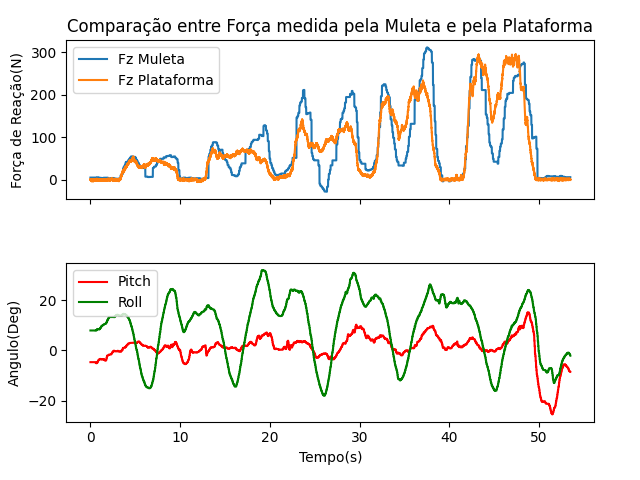 Comparação entre Força medida pela Muleta e pela Plataforma
Força de Reação(N)
300
200
100
0
Fz Muleta
Fz Plataforma
Angulo(Deg)
20
0
−20
Pitch
Roll
0 10 20 30 40 50
Tempo(s)